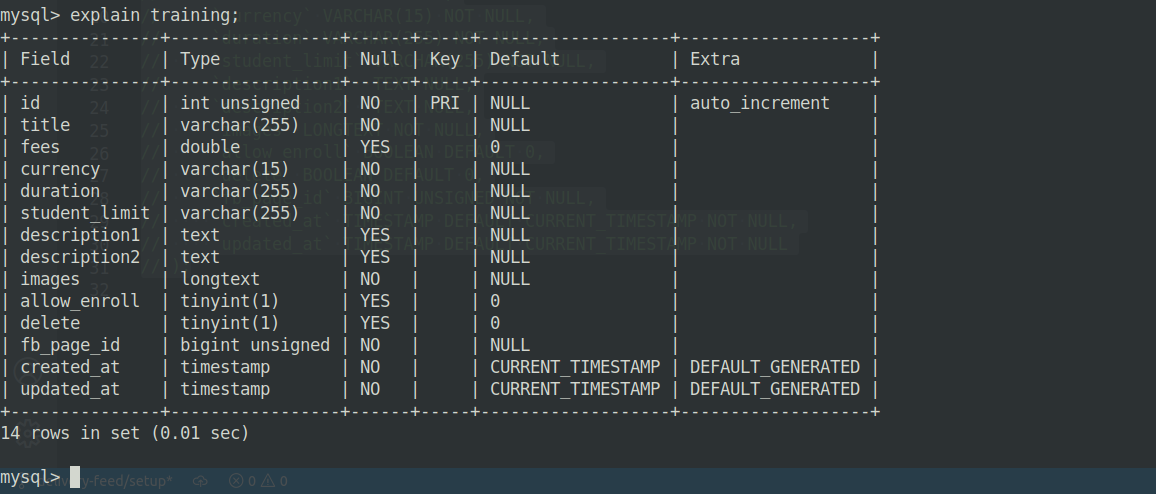 mysql> explain training;
+---------------+-----------------+------+-----+-------------------+-------------------+
| Field         | Type            | Null | Key | Default           | Extra             |
+---------------+-----------------+------+-----+-------------------+-------------------+
| id            | int unsigned    | NO   | PRI | NULL              | auto_increment    |
| title         | varchar(255)    | NO   |     | NULL              |                   |
| fees          | double          | YES  |     | 0                 |                   |
| currency      | varchar(15)     | NO   |     | NULL              |                   |
| duration      | varchar(255)    | NO   |     | NULL              |                   |
| student_limit | varchar(255)    | NO   |     | NULL              |                   |
| description1  | text            | YES  |     | NULL              |                   |
| description2  | text            | YES  |     | NULL              |                   |
| images        | longtext        | NO   |     | NULL              |                   |
| allow_enroll  | tinyint(1)      | YES  |     | 0                 |                   |
| delete        | tinyint(1)      | YES  |     | 0                 |                   |
| fb_page_id    | bigint unsigned | NO   |     | NULL              |                   |
| created_at    | timestamp       | NO   |     | CURRENT_TIMESTAMP | DEFAULT_GENERATED |
| updated_at    | timestamp       | NO   |     | CURRENT_TIMESTAMP | DEFAULT_GENERATED |
+---------------+-----------------+------+-----+-------------------+-------------------+
14 rows in set (0.01 sec)
mysql> -feed/setup* 0 0